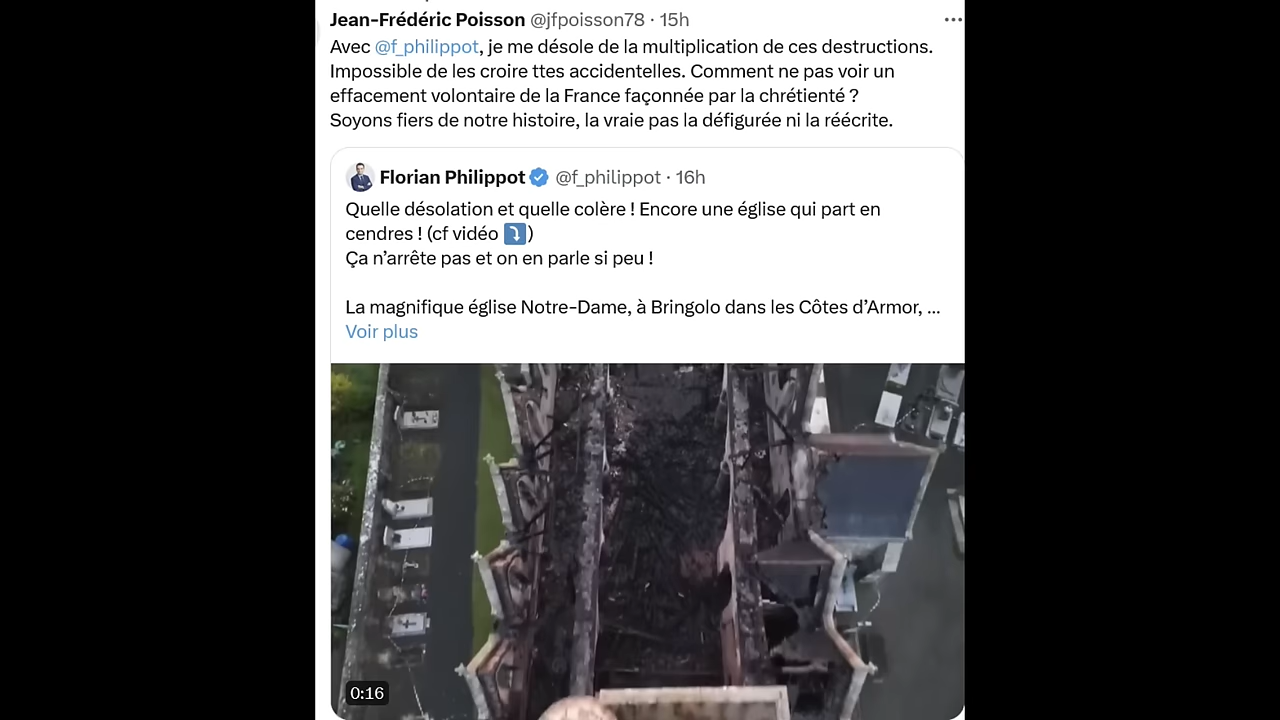 Jean-Frédéric Poisson @jfpoisson78 · 15h
Avec @f_philippot, je me désole de la multiplication de ces destructions.
Impossible de les croire ttes accidentelles. Comment ne pas voir un
effacement volontaire de la France façonnée par la chrétienté ?
Soyons fiers de notre histoire, la vraie pas la défigurée ni la réécrite.
Florian Philippot @f_philippot · 16h
Quelle désolation et quelle colère ! Encore une église qui part en
cendres ! (cf vidéo ⤵️)
Ça n’arrête pas et on en parle si peu !
La magnifique église Notre-Dame, à Bringolo dans les Côtes d’Armor, ...
Voir plus
0:16